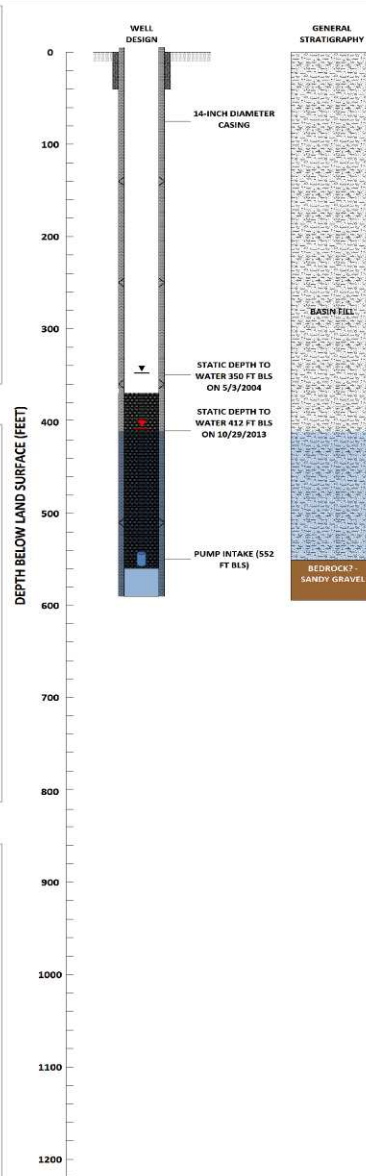 WELL
DESIGN
GENERAL
STRATIGRAPHY
0
14-INCH DIAMETER
CASING
100
200
300
BASIN FILL
STATIC DEPTH TO
WATER 350 FT BLS
ON 5/3/2004
400
STATIC DEPTH TO
WATER 412 FT BLS
ON 10/29/2013
DEPTH BELOW LAND SURFACE (FEET)
500
PUMP INTAKE (552
FT BLS)
BEDROCK? -
SANDY GRAVEL
600
700
800
900
1000
1100
1200